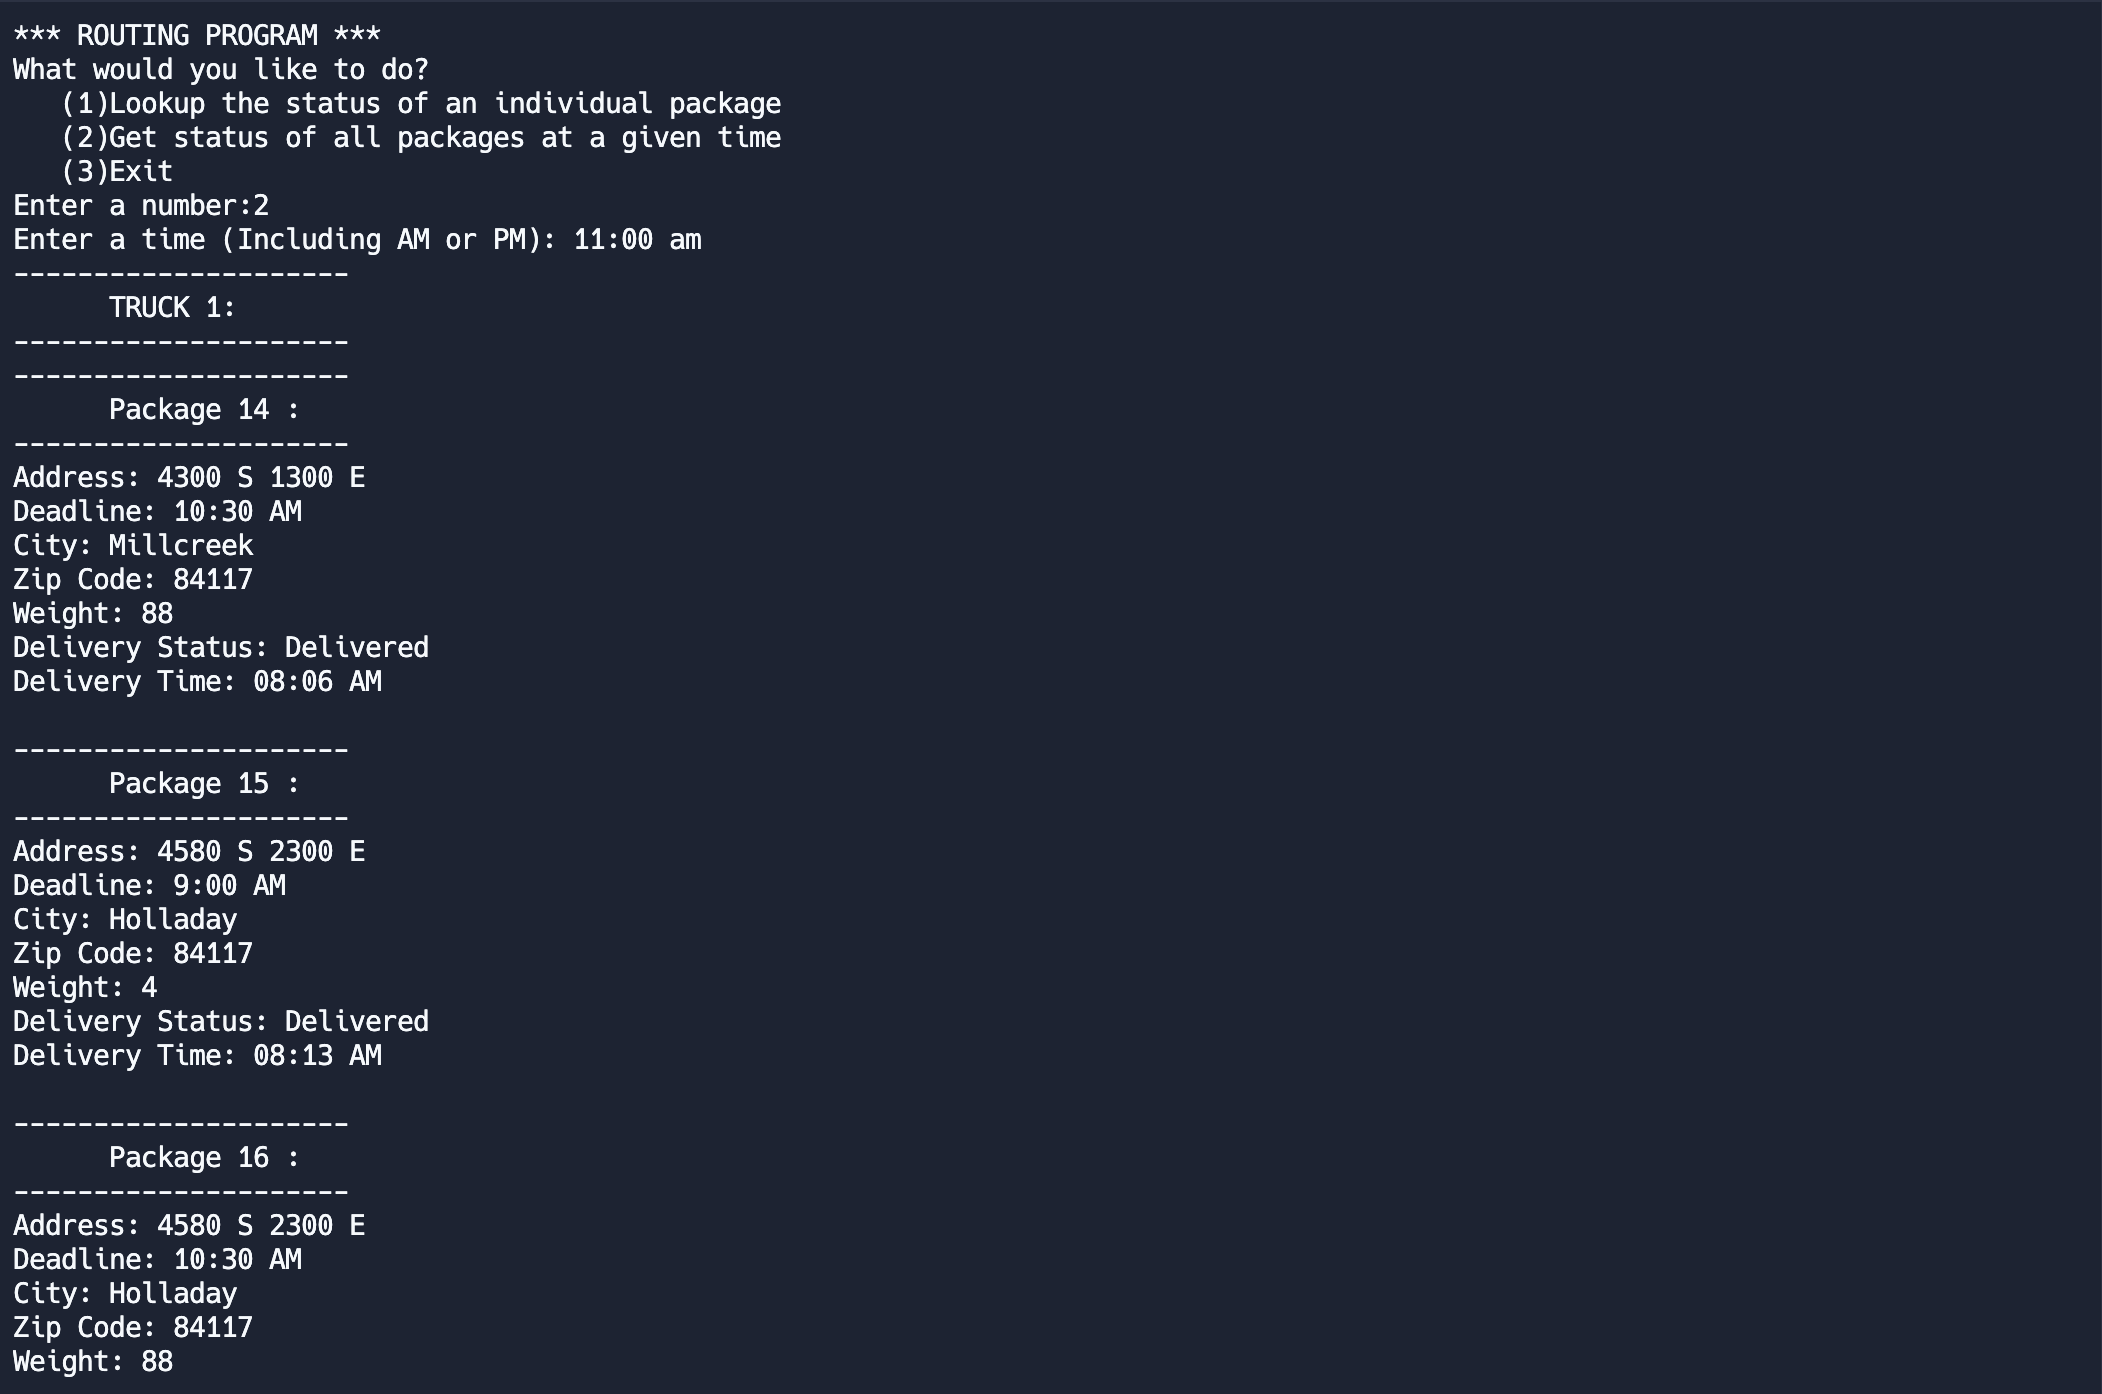 *** ROUTING PROGRAM ***
What would you like to do?
   (1)Lookup the status of an individual package
   (2)Get status of all packages at a given time
   (3)Exit
Enter a number:2
Enter a time (Including AM or PM): 11:00 am
---------------------
      TRUCK 1:
---------------------
---------------------
      Package 14 :
---------------------
Address: 4300 S 1300 E
Deadline: 10:30 AM
City: Millcreek
Zip Code: 84117
Weight: 88
Delivery Status: Delivered
Delivery Time: 08:06 AM

---------------------
      Package 15 :
---------------------
Address: 4580 S 2300 E
Deadline: 9:00 AM
City: Holladay
Zip Code: 84117
Weight: 4
Delivery Status: Delivered
Delivery Time: 08:13 AM

---------------------
      Package 16 :
---------------------
Address: 4580 S 2300 E
Deadline: 10:30 AM
City: Holladay
Zip Code: 84117
Weight: 88